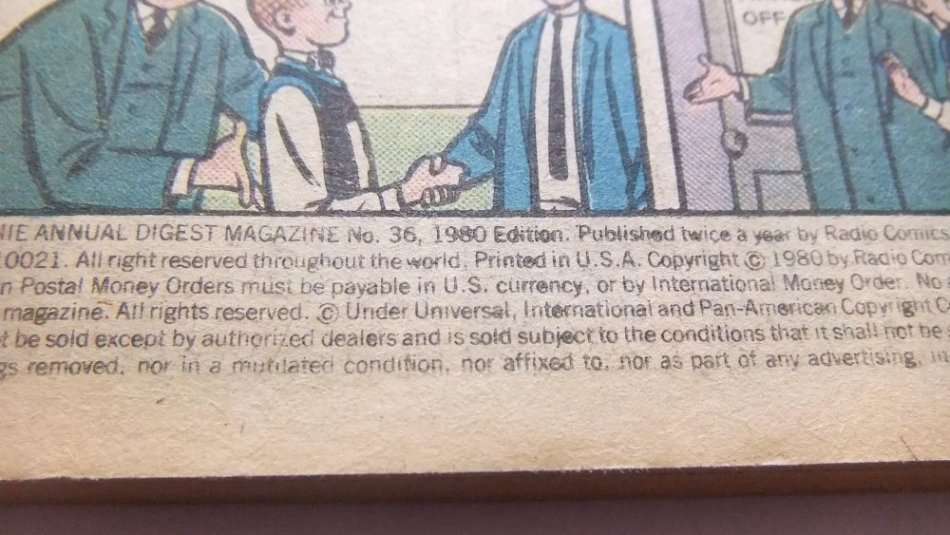 OFF
NIE ANNUAL DIGEST MAGAZINE No. 36, 1980 Edition. Published twice a year by Radio Comics
10021. All right reserved throughout the world. Printed in U.S.A. Copyright © 1980 by Radio Com
n Postal Money Orders must be payable in U.S. currency, or by International Money Order. No
magazine. All rights reserved. © Under Universal, International and Pan-American Copyright C
t be sold except by authorized dealers and is sold subject to the conditions that it shall not be
gs removed, nor in a mutilated condition, nor affixed to, nor as part of any advertising,